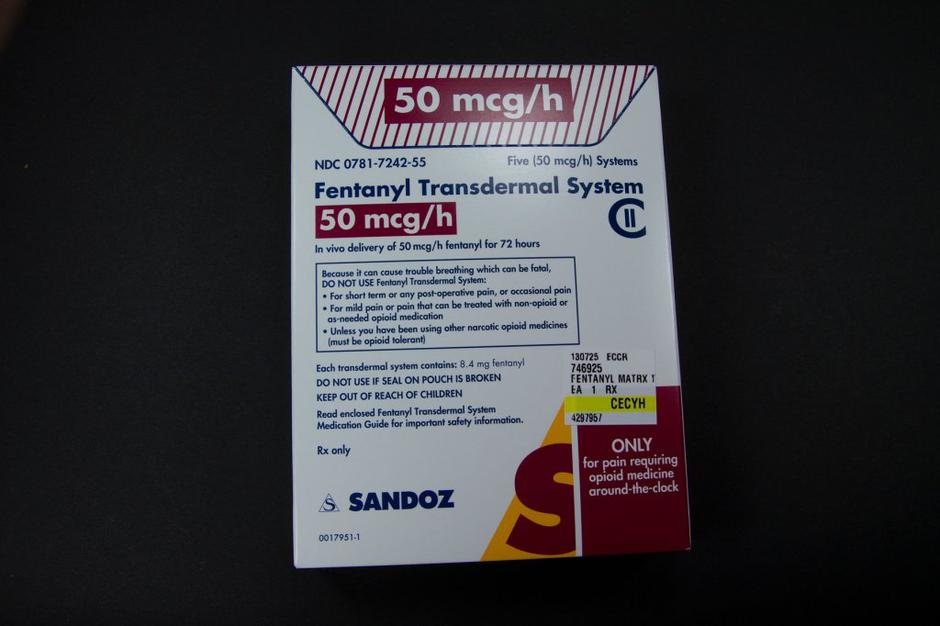 50 mcg/h
NDC 0781-7242-55
Five (50 mcg/h) Systems
Fentanyl Transdermal System
50 mcg/h
CII
In vivo delivery of 50 mcg/h fentanyl for 72 hours
Because it can cause trouble breathing which can be fatal,
DO NOT USE Fentanyl Transdermal System:
• For short term or any post-operative pain, or occasional pain
• For mild pain or pain that can be treated with non-opioid or
as-needed opioid medication
• Unless you have been using other narcotic opioid medicines
(must be opioid tolerant)
Each transdermal system contains: 8.4 mg fentanyl
DO NOT USE IF SEAL ON POUCH IS BROKEN
KEEP OUT OF REACH OF CHILDREN
Read enclosed Fentanyl Transdermal System
Medication Guide for important safety information.
Rx only
130725 ECCR
746925
FENTANYL MATRX
EA 1 RX
CECYH
4297957
ONLY
for pain requiring
opioid medicine
around-the-clock
S
S SANDOZ
0017951-1